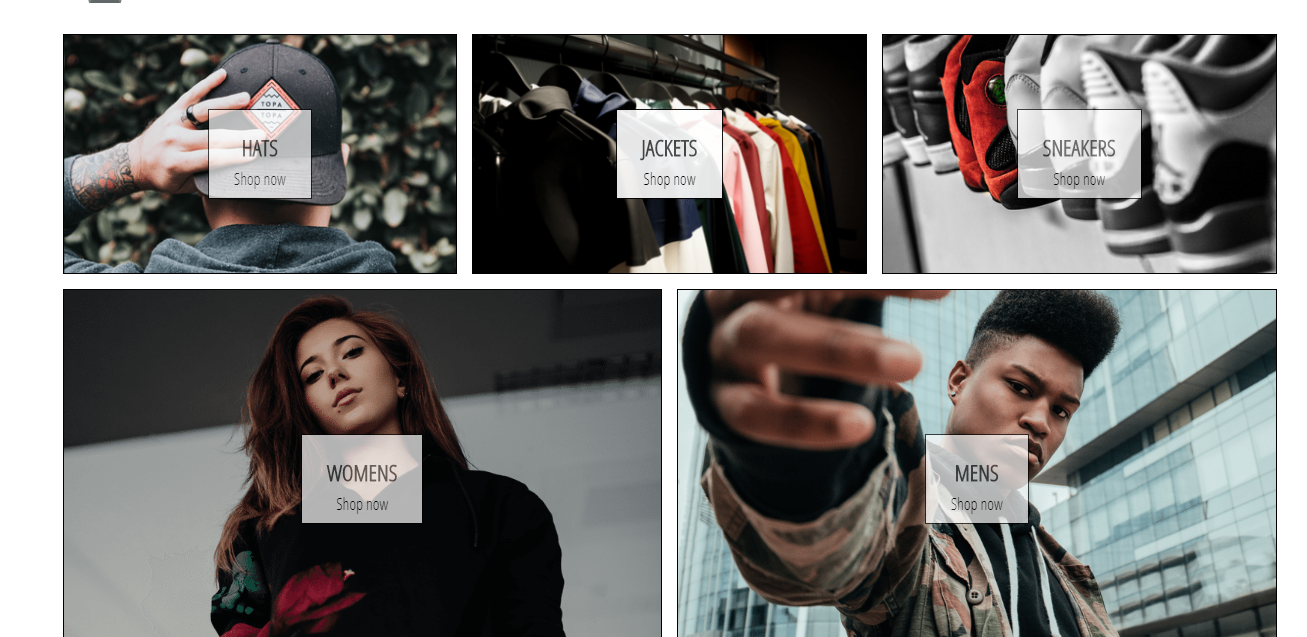 TOPA
TOPA
HATS
Shop now
JACKETS
Shop now
SNEAKERS
Shop now
WOMENS
Shop now
MENS
Shop now